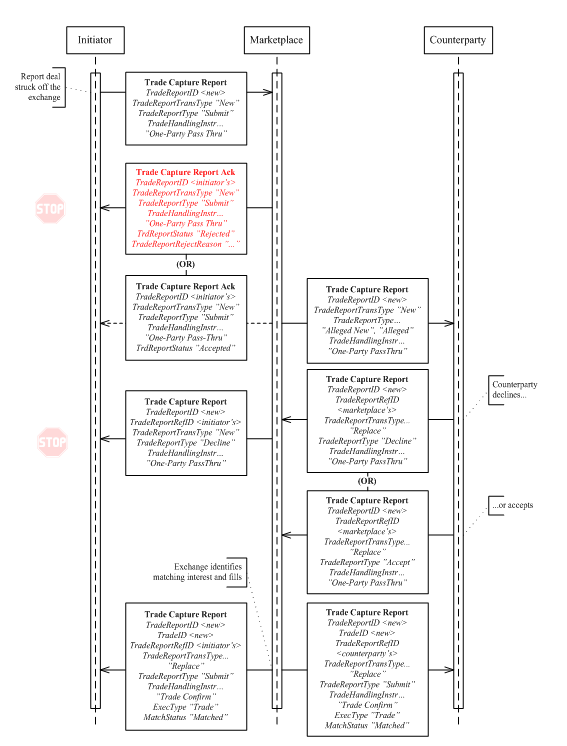 Initiator
Marketplace
Counterparty
Report deal
struck off the
exchange
Trade Capture Report
TradeReportID <new>
TradeReportTransType "New"
TradeReportType "Submit"
TradeHandlingInstr...
"One-Party Pass Thru"
STOP
Trade Capture Report Ack
TradeReportID <initiator's>
TradeReportTransType "New"
TradeReportType "Submit"
TradeHandlingInstr...
"One-Party Pass Thru"
TrdReportStatus "Rejected"
TradeReportRejectReason "..."
(OR)
Trade Capture Report Ack
TradeReportID <initiator's>
TradeReportTransType "New"
TradeReportType "Submit"
TradeHandlingInstr...
"One-Party Pass-Thru"
TrdReportStatus "Accepted"
Trade Capture Report
TradeReportID <new>
TradeReportTransType "New"
TradeReportType...
"Alleged New", "Alleged"
TradeHandlingInstr...
"One-Party PassThru"
Trade Capture Report
TradeReportID <new>
TradeReportRefID
<marketplace's>
TradeReportTransType...
"Replace"
TradeReportType "Decline"
TradeHandlingInstr...
"One-Party PassThru"
Counterparty
declines...
STOP
Trade Capture Report
TradeReportID <new>
TradeReportRefID <initiator's>
TradeReportTransType "New"
TradeReportType "Decline"
TradeHandlingInstr...
"One-Party PassThru"
(OR)
Trade Capture Report
TradeReportID <new>
TradeReportRefID
<marketplace's>
TradeReportTransType...
"Replace"
TradeReportType "Accept"
TradeHandlingInstr...
"One-Party PassThru"
...or accepts
Exchange identifies
matching interest and fills
Trade Capture Report
TradeReportID <new>
TradeID <new>
TradeReportRefID <initiator's>
TradeReportTransType...
"Replace"
TradeReportType "Submit"
TradeHandlingInstr...
"Trade Confirm"
ExecType "Trade"
MatchStatus "Matched"
Trade Capture Report
TradeReportID <new>
TradeID <new>
TradeReportRefID
<counterparty's>
TradeReportTransType...
"Replace"
TradeReportType "Submit"
TradeHandlingInstr...
"Trade Confirm"
ExecType "Trade"
MatchStatus "Matched"